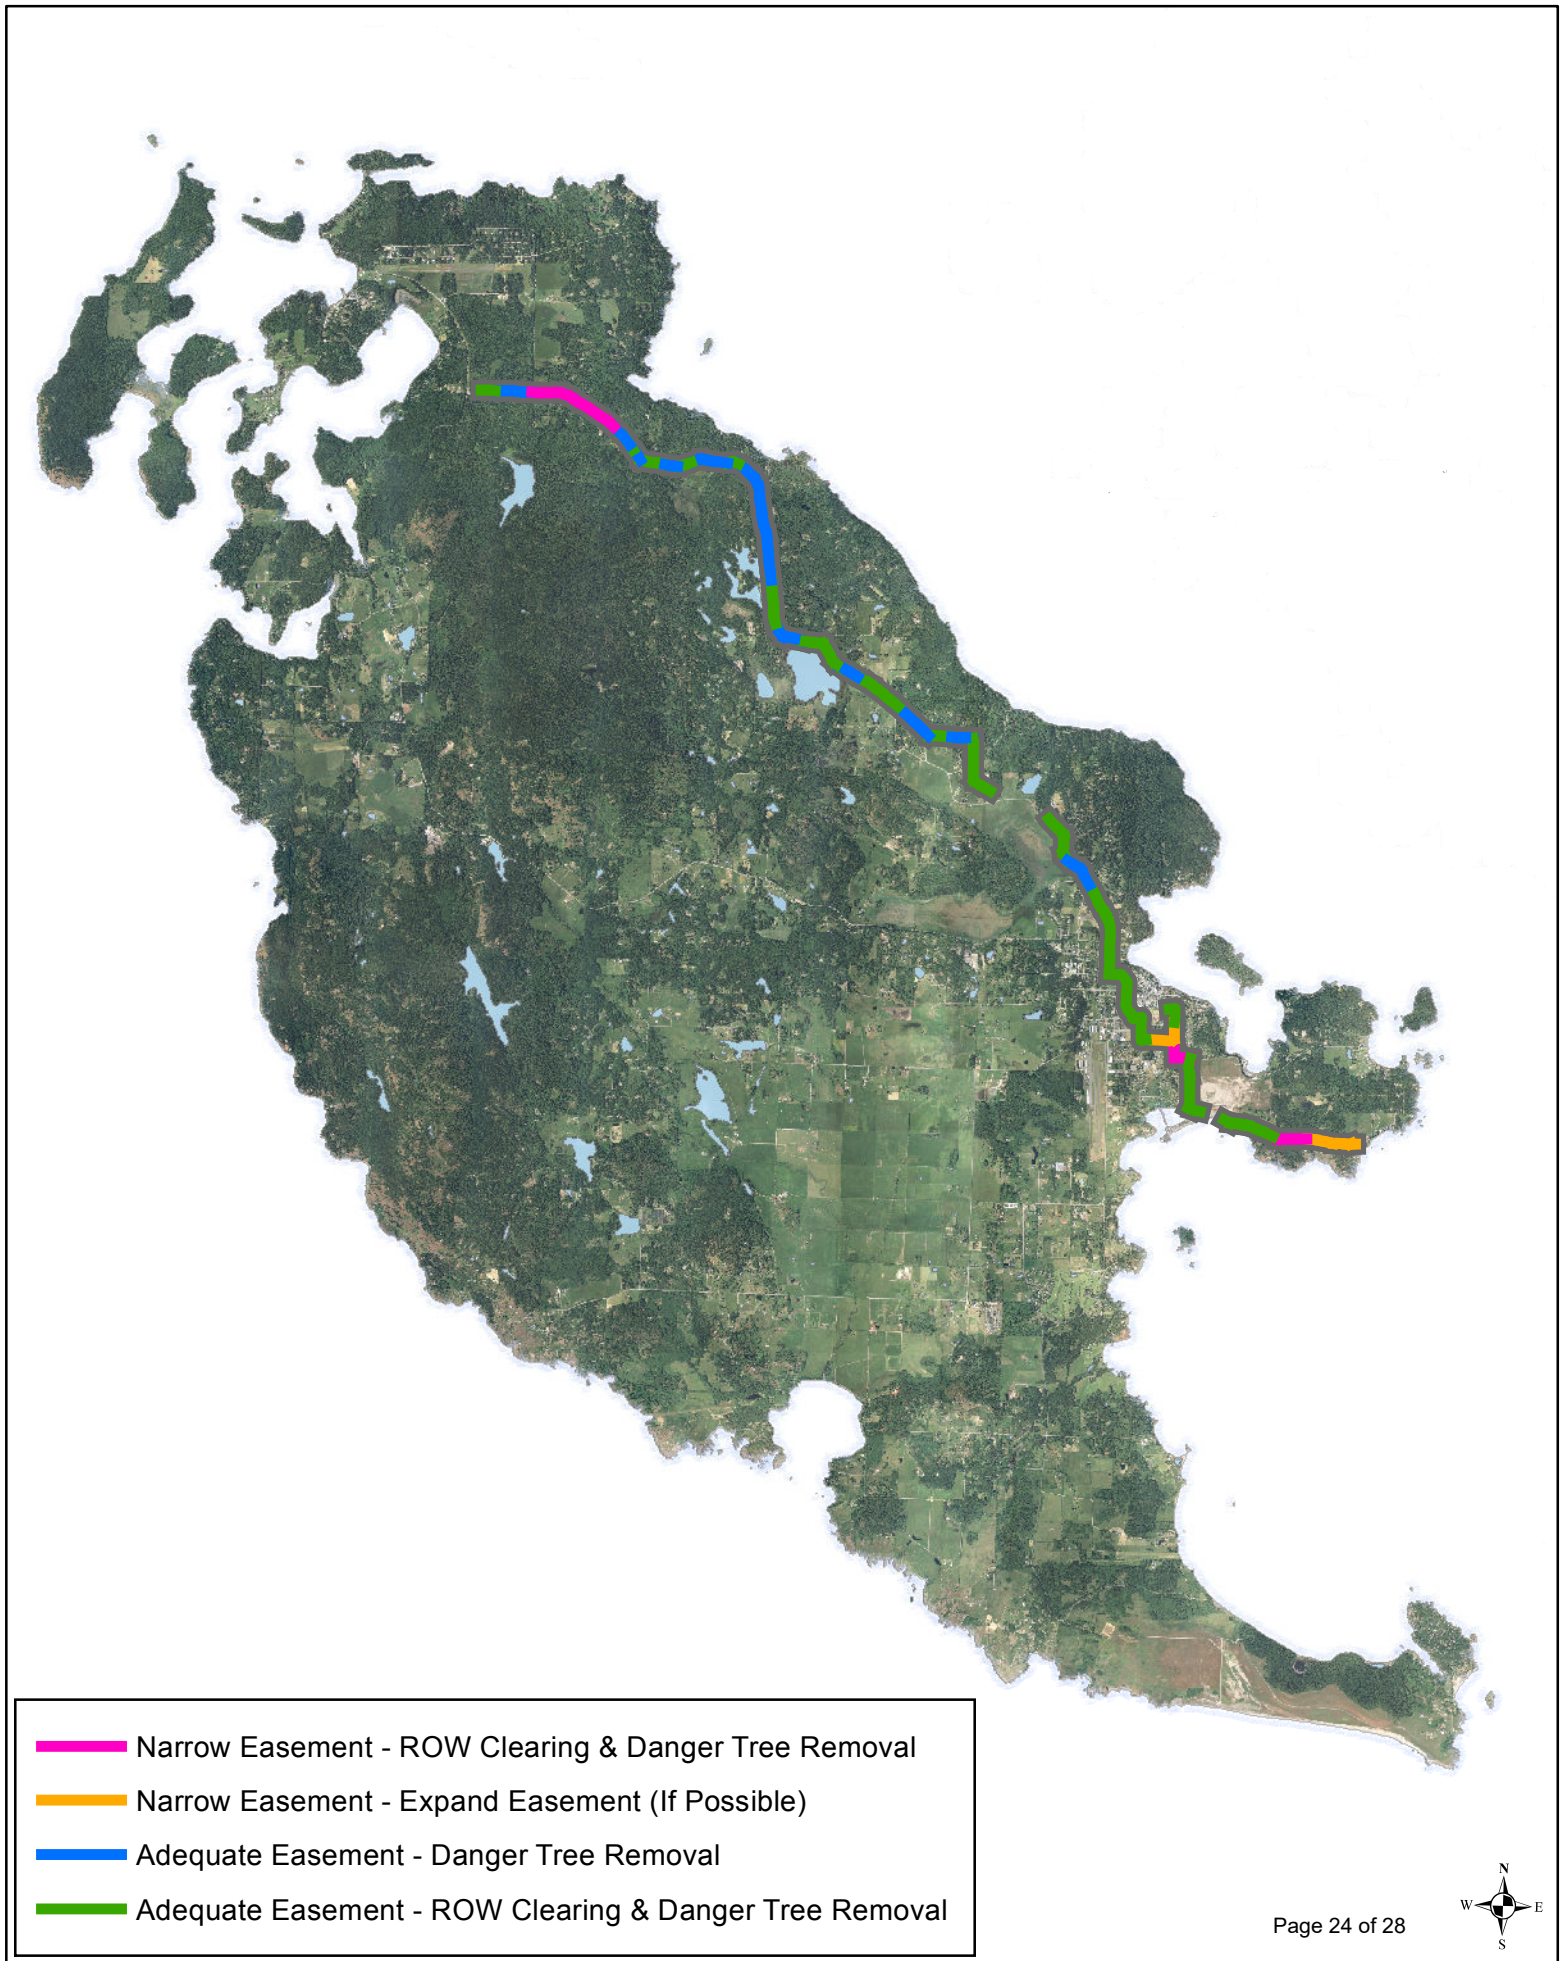 Narrow Easement - ROW Clearing & Danger Tree Removal
Narrow Easement - Expand Easement (If Possible)
Adequate Easement - Danger Tree Removal
Adequate Easement - ROW Clearing & Danger Tree Removal
Page 24 of 28
N
W E
S